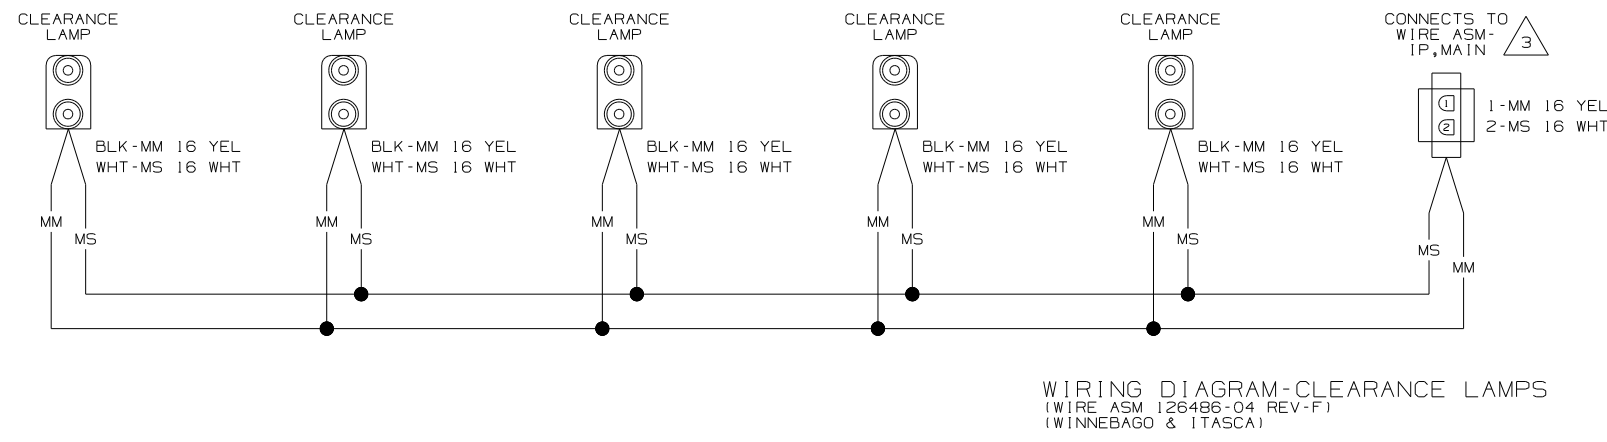 CLEARANCE
LAMP
CLEARANCE
LAMP
CLEARANCE
LAMP
CLEARANCE
LAMP
CLEARANCE
LAMP
CONNECTS TO
WIRE ASM-
IP,MAIN
3
1
2
1-MM 16 YEL
2-MS 16 WHT
BLK-MM 16 YEL
WHT-MS 16 WHT
BLK-MM 16 YEL
WHT-MS 16 WHT
BLK-MM 16 YEL
WHT-MS 16 WHT
BLK-MM 16 YEL
WHT-MS 16 WHT
BLK-MM 16 YEL
WHT-MS 16 WHT
MM
MS
MM
MS
MM
MS
MM
MS
MM
MS
MS
MM
WIRING DIAGRAM-CLEARANCE LAMPS
(WIRE ASM 126486-04 REV-F)
(WINNEBAGO & ITASCA)